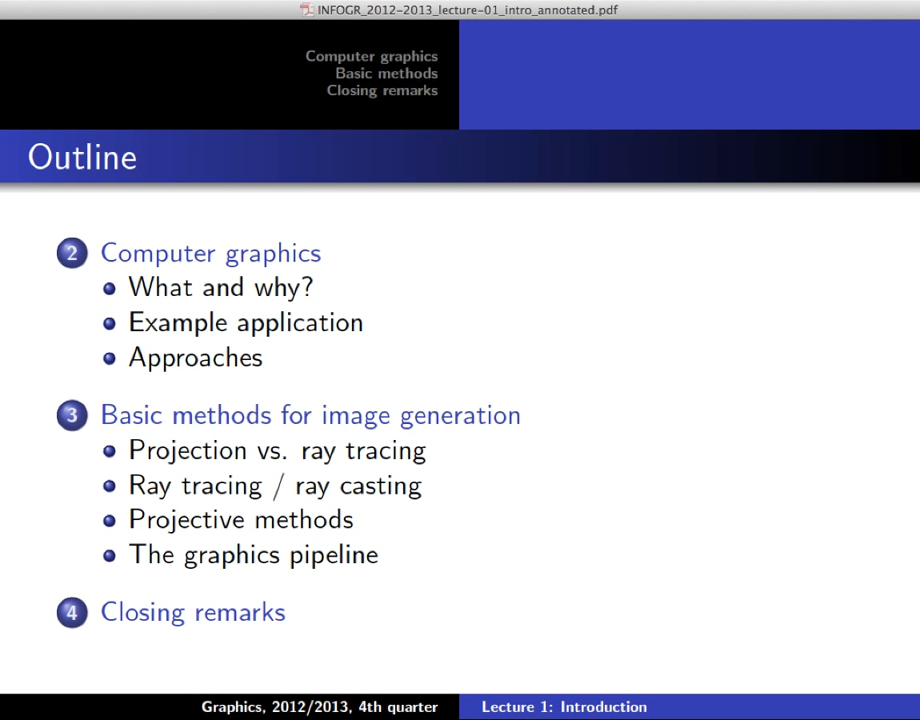 INFOGR_2012-2013_lecture-01_intro_annotated.pdf
Computer graphics
Basic methods
Closing remarks
Outline
2 Computer graphics
What and why?
Example application
Approaches
3 Basic methods for image generation
Projection vs. ray tracing
Ray tracing / ray casting
Projective methods
The graphics pipeline
4 Closing remarks
Graphics, 2012/2013, 4th quarter
Lecture 1: Introduction